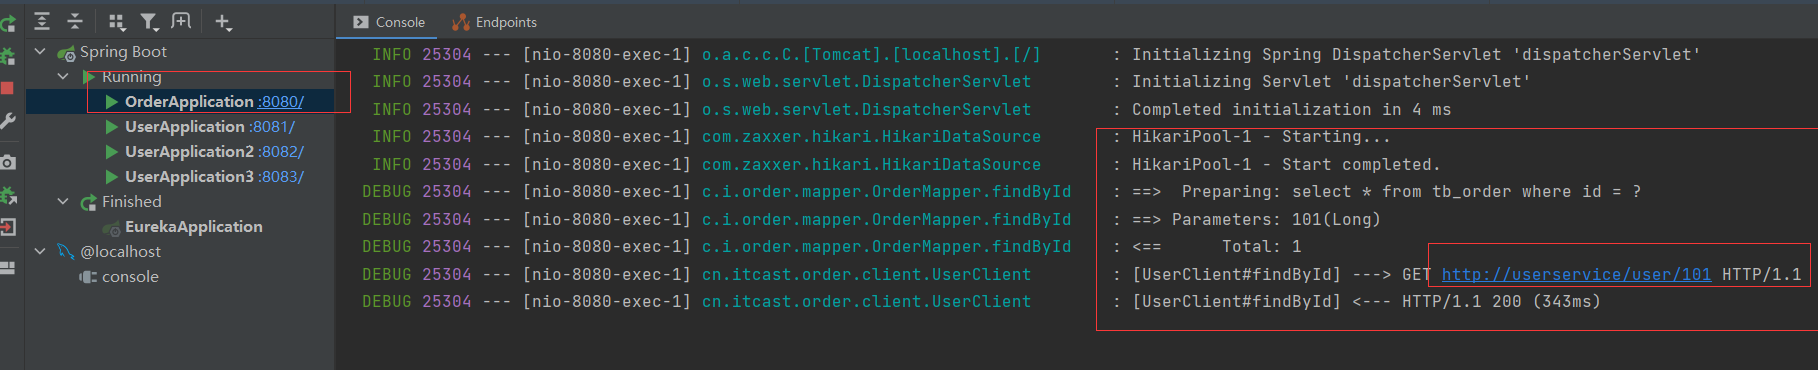 Console Endpoints
Spring Boot
Running
OrderApplication :8080/
UserApplication :8081/
UserApplication2 :8082/
UserApplication3 :8083/
Finished
EurekaApplication
@localhost
console
INFO 25304 --- [nio-8080-exec-1] o.a.c.c.C.[Tomcat].[localhost].[/] : Initializing Spring DispatcherServlet 'dispatcherServlet'
INFO 25304 --- [nio-8080-exec-1] o.s.web.servlet.DispatcherServlet : Initializing Servlet 'dispatcherServlet'
INFO 25304 --- [nio-8080-exec-1] o.s.web.servlet.DispatcherServlet : Completed initialization in 4 ms
INFO 25304 --- [nio-8080-exec-1] com.zaxxer.hikari.HikariDataSource : HikariPool-1 - Starting...
INFO 25304 --- [nio-8080-exec-1] com.zaxxer.hikari.HikariDataSource : HikariPool-1 - Start completed.
DEBUG 25304 --- [nio-8080-exec-1] c.i.order.mapper.OrderMapper.findById : ==>  Preparing: select * from tb_order where id = ?
DEBUG 25304 --- [nio-8080-exec-1] c.i.order.mapper.OrderMapper.findById : ==> Parameters: 101(Long)
DEBUG 25304 --- [nio-8080-exec-1] c.i.order.mapper.OrderMapper.findById : <==      Total: 1
DEBUG 25304 --- [nio-8080-exec-1] cn.itcast.order.client.UserClient : [UserClient#findById] ---> GET http://userservice/user/101 HTTP/1.1
DEBUG 25304 --- [nio-8080-exec-1] cn.itcast.order.client.UserClient : [UserClient#findById] <--- HTTP/1.1 200 (343ms)